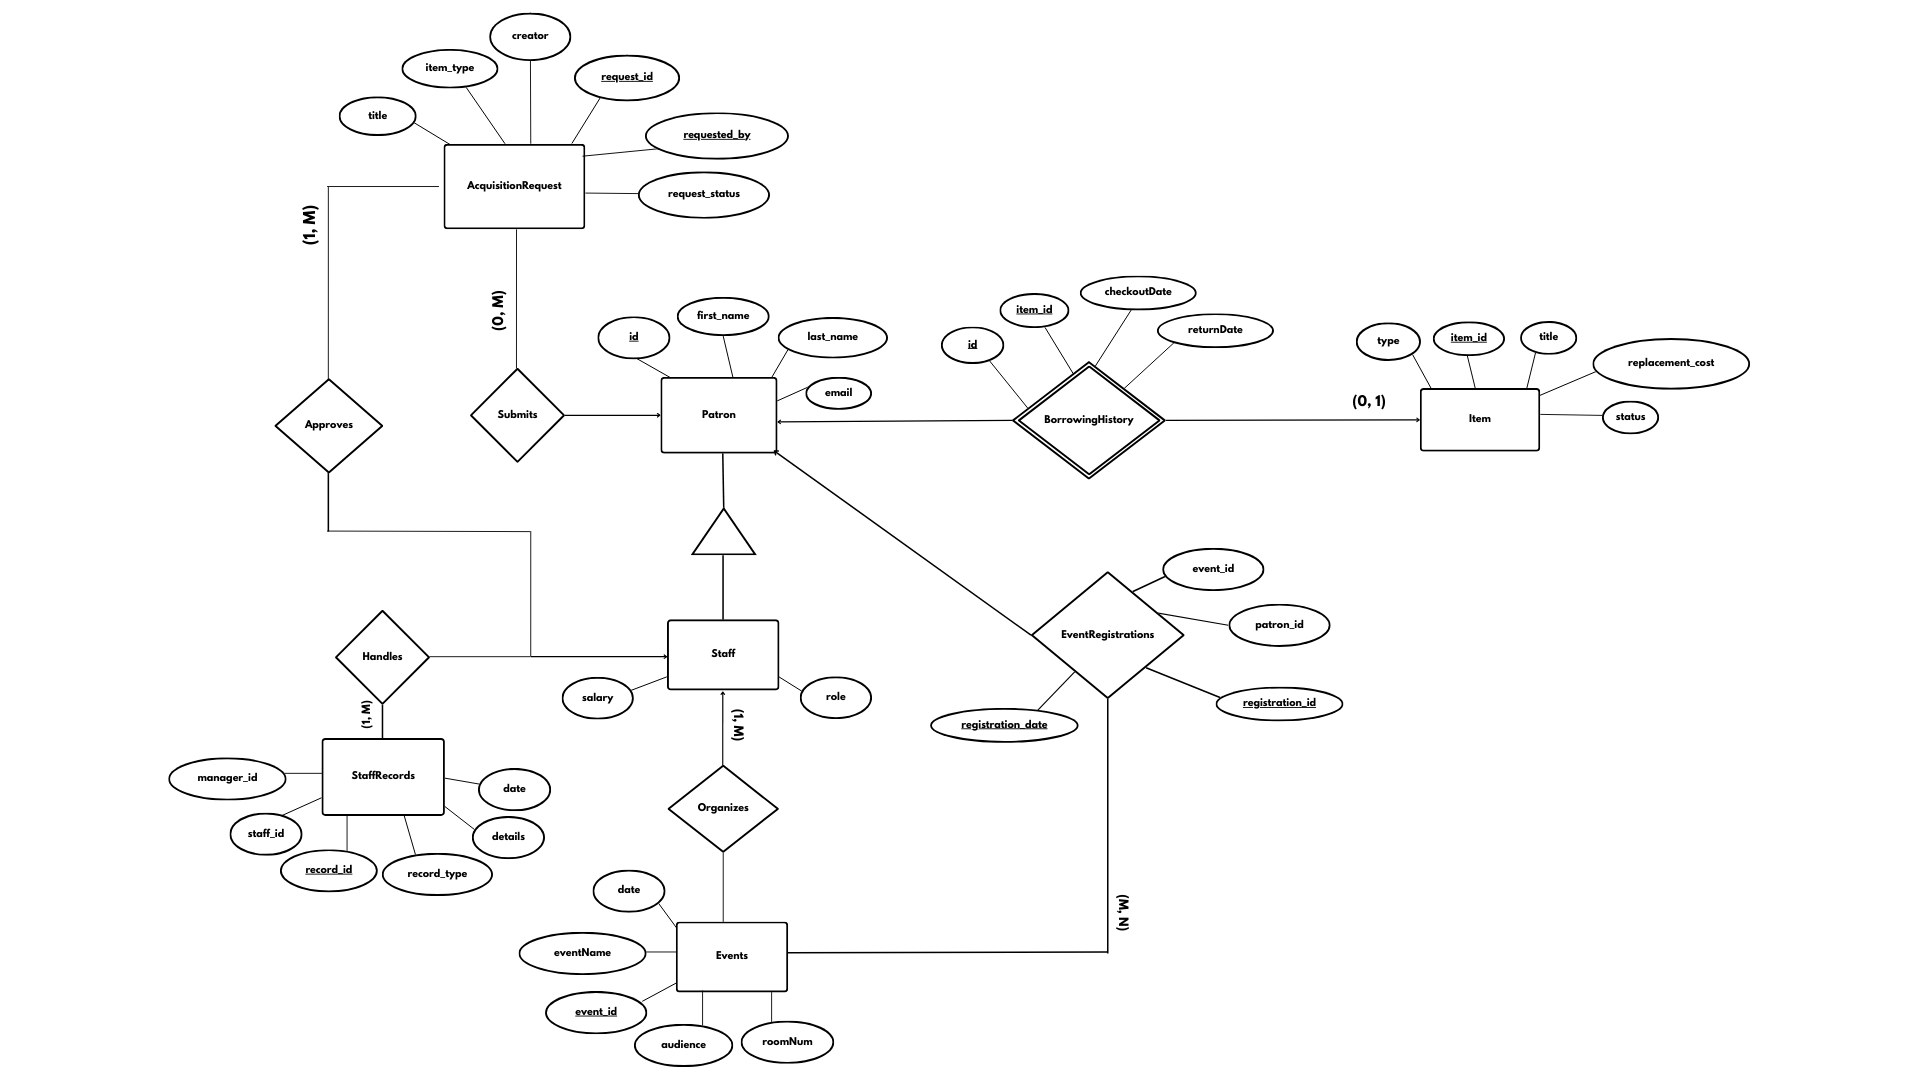 creator
item_type
request_id
title
requested_by
AcquisitionRequest
request_status
(1, M)
(0, M)
id
first_name
last_name
email
Approves
Submits
Patron
id
item_id
checkoutDate
returnDate
BorrowingHistory
(0, 1)
type
item_id
title
replacement_cost
Item
status
event_id
patron_id
EventRegistrations
registration_id
registration_date
Handles
Staff
salary
role
(1, M)
(1, M)
StaffRecords
manager_id
date
staff_id
details
record_id
record_type
Organizes
date
(M, N)
eventName
Events
event_id
audience
roomNum